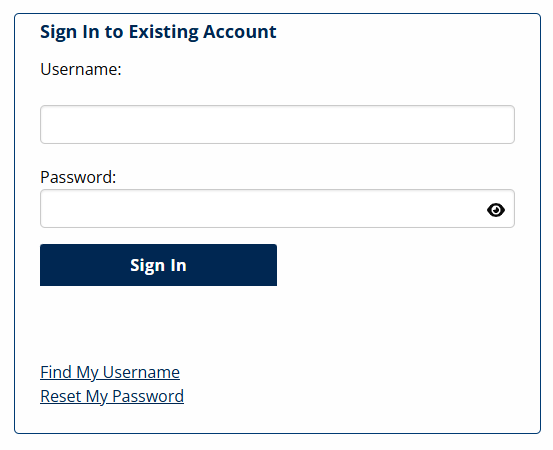 Sign In to Existing Account
Username:
Password:
Sign In
Find My Username
Reset My Password